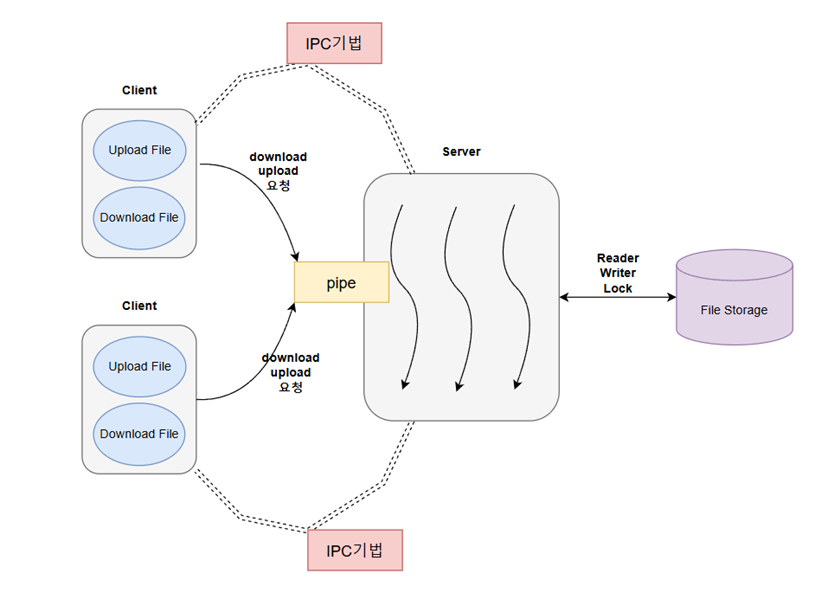 IPC기법
Client
Upload File
Download File
download
upload
요청
Server
pipe
Reader
Writer
Lock
File Storage
Client
Upload File
Download File
download
upload
요청
IPC기법